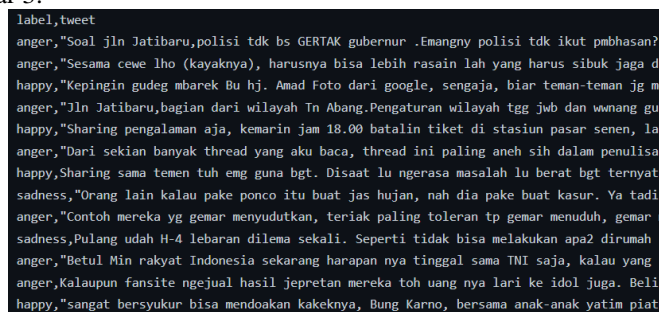 label,tweet
anger,"Soal jln Jatibaru,polisi tdk bs GERTAK gubernur .Emangny polisi tdk ikut pmbhasan?
anger,"Sesama cewe lho (kayaknya), harusnya bisa lebih rasain lah yang harus sibuk jaga d
happy,"Kepingin gudeg mbarek Bu hj. Amad Foto dari google, sengaja, biar teman-teman jg m
anger,"Jln Jatibaru,bagian dari wilayah Tn Abang.Pengaturan wilayah tgg jwb dan wwnang gu
happy,"Sharing pengalaman aja, kemarin jam 18.00 batalin tiket di stasiun pasar senen, la
anger,"Dari sekian banyak thread yang aku baca, thread ini paling aneh sih dalam penulisa
happy,Sharing sama temen tuh emg guna bgt. Disaat lu ngerasa masalah lu berat bgt ternyat
sadness,"Orang lain kalau pake ponco itu buat jas hujan, nah dia pake buat kasur. Ya tadi
anger,"Contoh mereka yg gemar menyudutkan, teriak paling toleran tp gemar menuduh, gemar
sadness,Pulang udah H-4 lebaran dilema sekali. Seperti tidak bisa melakukan apa2 dirumah
anger,"Betul Min rakyat Indonesia sekarang harapan nya tinggal sama TNI saja, kalau yang
anger,Kalaupun fansite ngejual hasil jepretan mereka toh uang nya lari ke idol juga. Beli
happy,"sangat bersyukur bisa mendoakan kakeknya, Bung Karno, bersama anak-anak yatim piat